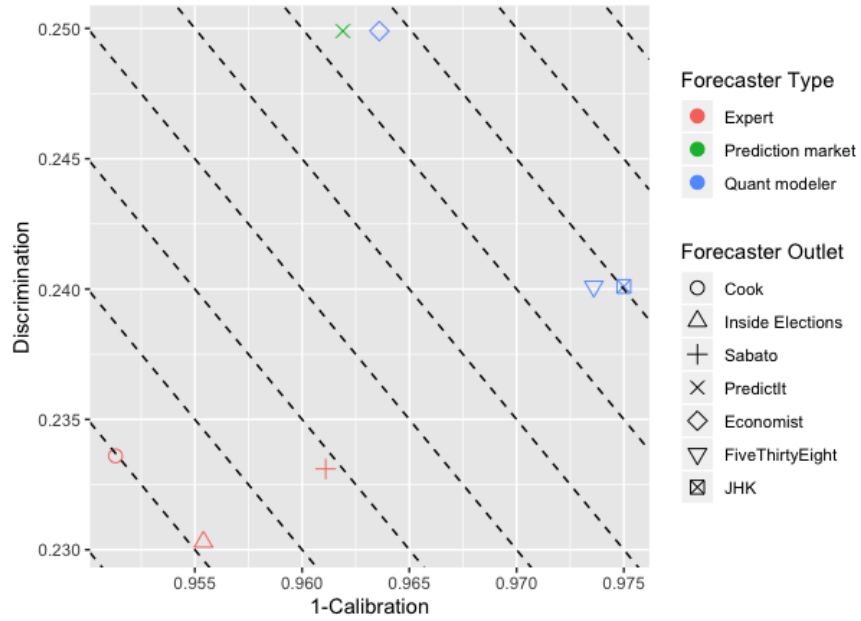 0.250
0.245
0.240
0.235
0.230
Discrimination
0.955
0.960
0.965
0.970
0.975
1-Calibration
Forecaster Type
Expert
Prediction market
Quant modeler
Forecaster Outlet
Cook
Inside Elections
Sabato
PredictIt
Economist
FiveThirtyEight
JHK